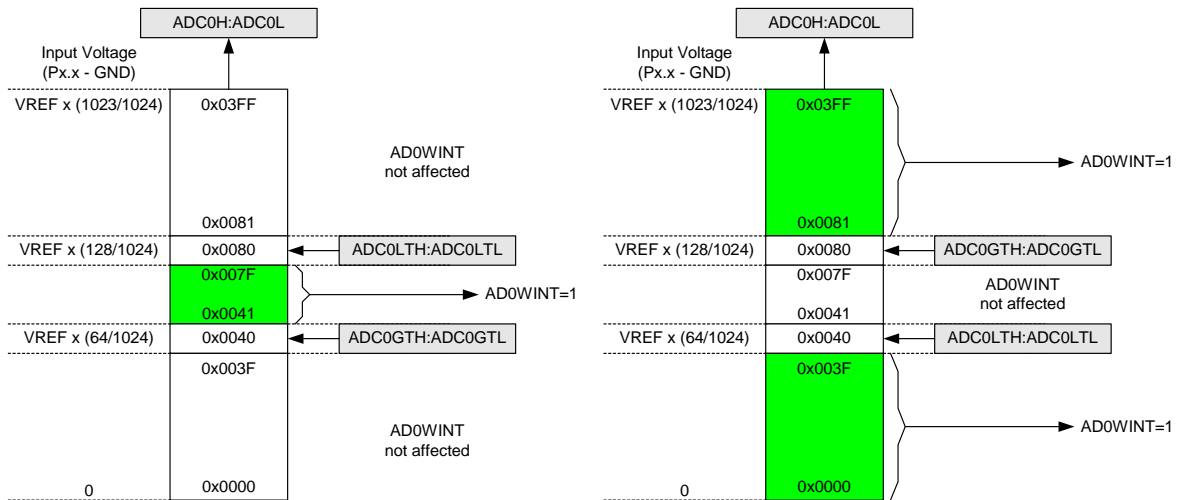 ADC0H:ADC0L
Input Voltage
(Px.x - GND)
VREF x (1023/1024)
0x03FF
AD0WINT
not affected
0x0081
VREF x (128/1024)
0x0080
ADC0LTH:ADC0LTL
0x007F
AD0WINT=1
0x0041
VREF x (64/1024)
0x0040
ADC0GTH:ADC0GTL
0x003F
AD0WINT
not affected
0
0x0000
ADC0H:ADC0L
Input Voltage
(Px.x - GND)
VREF x (1023/1024)
0x03FF
AD0WINT=1
0x0081
VREF x (128/1024)
0x0080
ADC0GTH:ADC0GTL
0x007F
AD0WINT
not affected
0x0041
VREF x (64/1024)
0x0040
ADC0LTH:ADC0LTL
0x003F
AD0WINT=1
0
0x0000